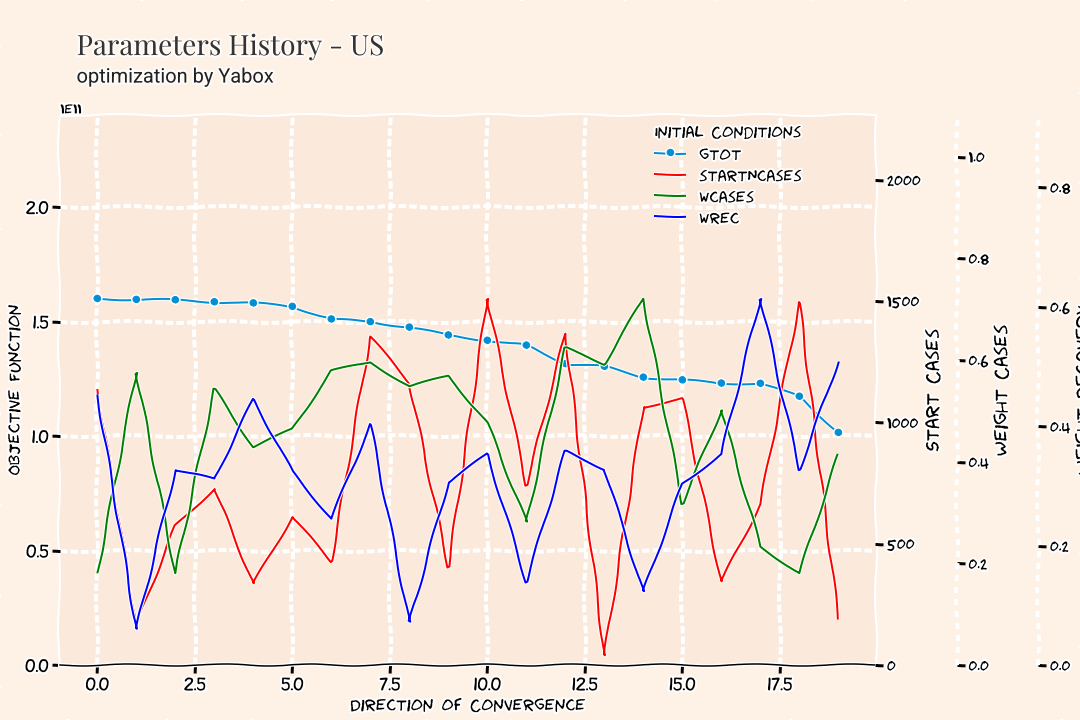 Parameters History - US
optimization by Yabox
1E11
INITIAL CONDITIONS
GTOT
STARTNCASES
WCASES
WREC
2.0
1.5
1.0
0.5
0.0
OBJECTIVE FUNCTION
0.0 2.5 5.0 7.5 10.0 12.5 15.0 17.5
DIRECTION OF CONVERGENCE
2000
1500
1000
500
0
START CASES
1.0
0.8
0.6
0.4
0.2
0.0
WEIGHT CASES
0.8
0.6
0.4
0.2
0.0